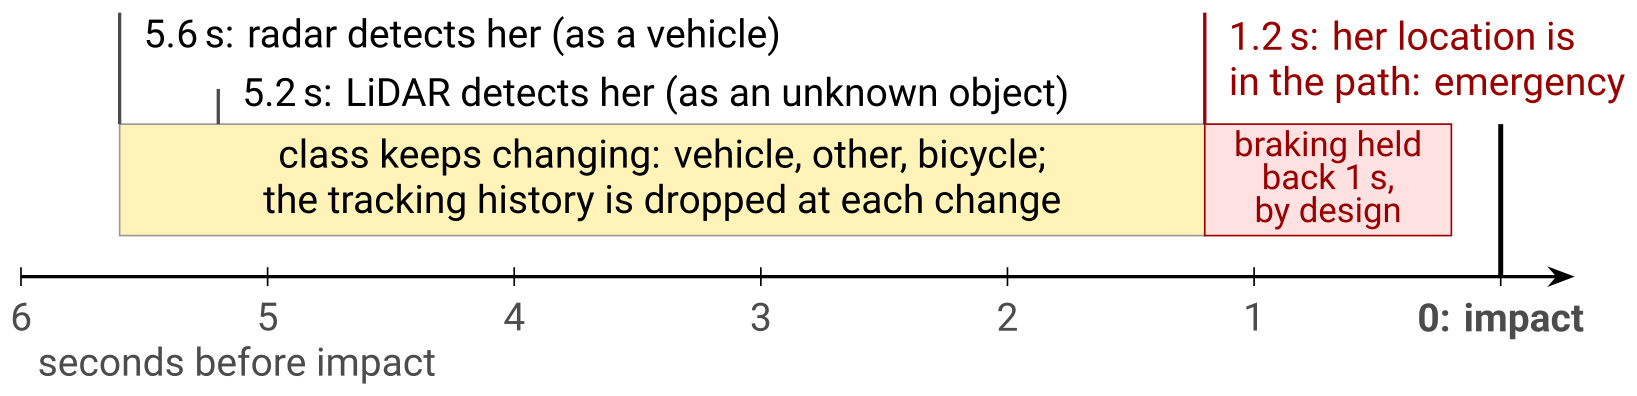 5.6 s: radar detects her (as a vehicle)
5.2 s: LiDAR detects her (as an unknown object)
1.2 s: her location is
in the path: emergency
class keeps changing: vehicle, other, bicycle;
the tracking history is dropped at each change
braking held
back 1 s,
by design
6 5 4 3 2 1 0: impact
seconds before impact